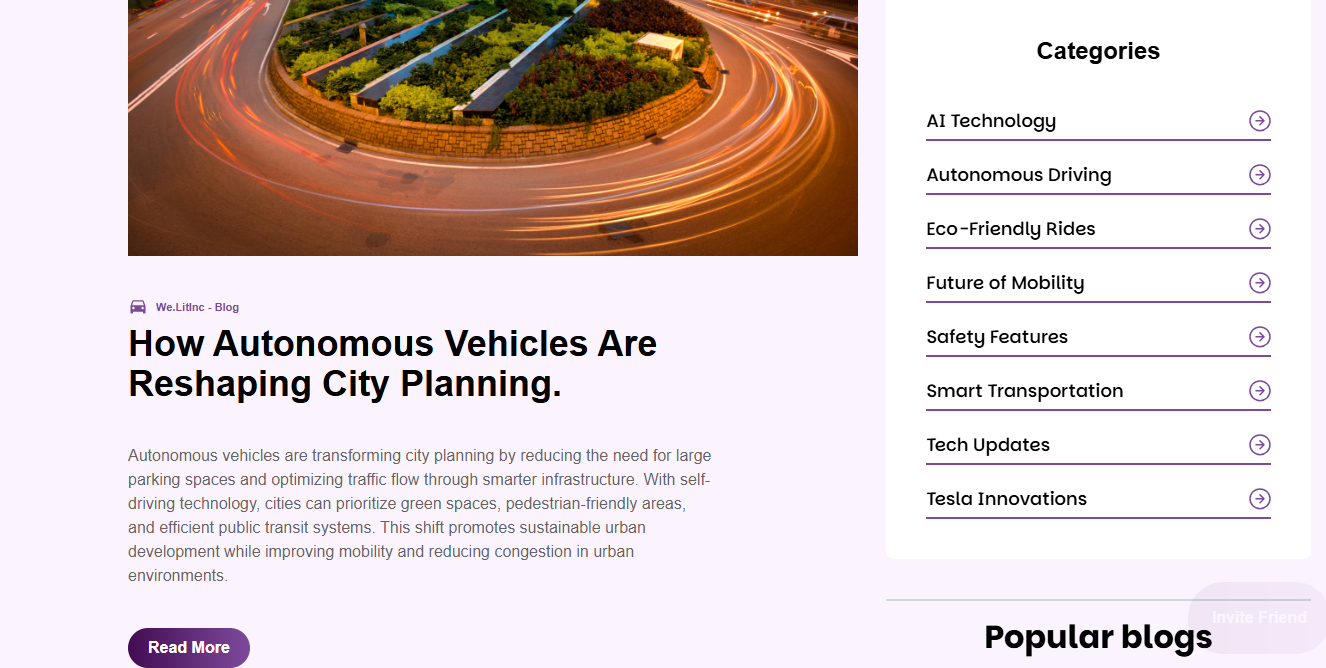 We.LitInc - Blog
How Autonomous Vehicles Are
Reshaping City Planning.
Autonomous vehicles are transforming city planning by reducing the need for large
parking spaces and optimizing traffic flow through smarter infrastructure. With self-
driving technology, cities can prioritize green spaces, pedestrian-friendly areas,
and efficient public transit systems. This shift promotes sustainable urban
development while improving mobility and reducing congestion in urban
environments.
Read More
Categories
AI Technology
Autonomous Driving
Eco-Friendly Rides
Future of Mobility
Safety Features
Smart Transportation
Tech Updates
Tesla Innovations
Invite Friend
Popular blogs